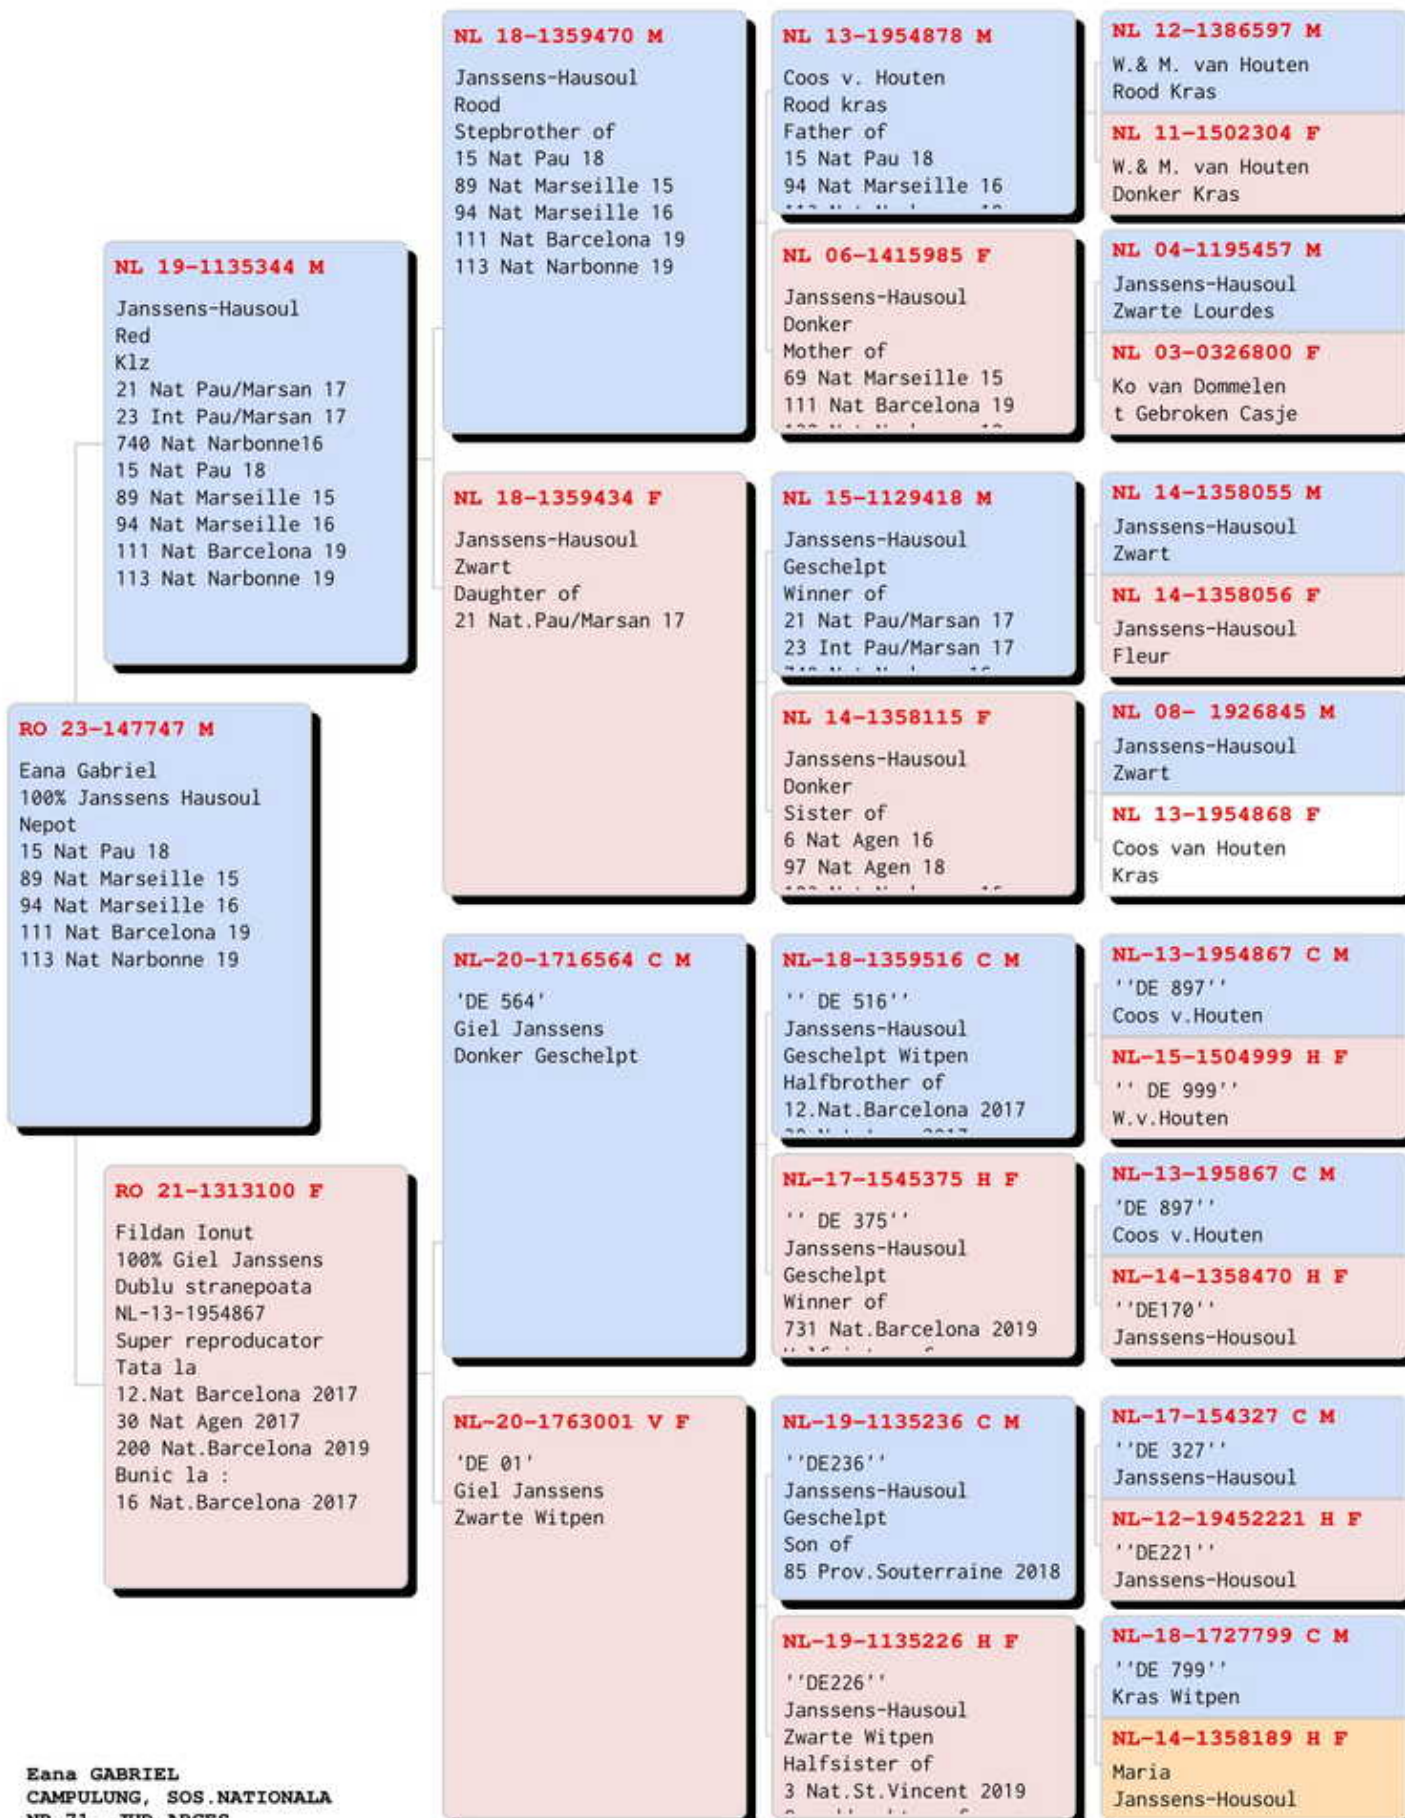 RO 23-147747 M
Eana Gabriel
100% Janssens Hausoul
Nepot
15 Nat Pau 18
89 Nat Marseille 15
94 Nat Marseille 16
111 Nat Barcelona 19
113 Nat Narbonne 19
NL 19-1135344 M
Janssens-Hausoul
Red
Klz
21 Nat Pau/Marsan 17
23 Int Pau/Marsan 17
740 Nat Narbonne16
15 Nat Pau 18
89 Nat Marseille 15
94 Nat Marseille 16
111 Nat Barcelona 19
113 Nat Narbonne 19
RO 21-1313100 F
Fildan Ionut
100% Giel Janssens
Dublu stranepoata
NL-13-1954867
Super reproducator
Tata la
12.Nat Barcelona 2017
30 Nat Agen 2017
200 Nat.Barcelona 2019
Bunic la :
16 Nat.Barcelona 2017
NL 18-1359470 M
Janssens-Hausoul
Rood
Stepbrother of
15 Nat Pau 18
89 Nat Marseille 15
94 Nat Marseille 16
111 Nat Barcelona 19
113 Nat Narbonne 19
NL 18-1359434 F
Janssens-Hausoul
Zwart
Daughter of
21 Nat.Pau/Marsan 17
NL-20-1716564 C M
'DE 564'
Giel Janssens
Donker Geschelpt
NL-20-1763001 V F
'DE 01'
Giel Janssens
Zwarte Witpen
NL 13-1954878 M
Coos v. Houten
Rood kras
Father of
15 Nat Pau 18
94 Nat Marseille 16
NL 06-1415985 F
Janssens-Hausoul
Donker
Mother of
69 Nat Marseille 15
111 Nat Barcelona 19
NL 15-1129418 M
Janssens-Hausoul
Geschelpt
Winner of
21 Nat Pau/Marsan 17
23 Int Pau/Marsan 17
NL 14-1358115 F
Janssens-Hausoul
Donker
Sister of
6 Nat Agen 16
97 Nat Agen 18
NL-18-1359516 C M
'' DE 516''
Janssens-Hausoul
Geschelpt Witpen
Halfbrother of
12.Nat.Barcelona 2017
NL-17-1545375 H F
'' DE 375''
Janssens-Hausoul
Geschelpt
Winner of
731 Nat.Barcelona 2019
NL-19-1135236 C M
''DE236''
Janssens-Hausoul
Geschelpt
Son of
85 Prov.Souterraine 2018
NL-19-1135226 H F
''DE226''
Janssens-Hausoul
Zwarte Witpen
Halfsister of
3 Nat.St.Vincent 2019
NL 12-1386597 M
W.& M. van Houten
Rood Kras
NL 11-1502304 F
W.& M. van Houten
Donker Kras
NL 04-1195457 M
Janssens-Hausoul
Zwarte Lourdes
NL 03-0326800 F
Ko van Dommelen
t Gebroken Casje
NL 14-1358055 M
Janssens-Hausoul
Zwart
NL 14-1358056 F
Janssens-Hausoul
Fleur
NL 08- 1926845 M
Janssens-Hausoul
Zwart
NL 13-1954868 F
Coos van Houten
Kras
NL-13-1954867 C M
''DE 897''
Coos v.Houten
NL-15-1504999 H F
'' DE 999''
W.v.Houten
NL-13-195867 C M
'DE 897''
Coos v.Houten
NL-14-1358470 H F
''DE170''
Janssens-Housoul
NL-17-154327 C M
''DE 327''
Janssens-Hausoul
NL-12-19452221 H F
''DE221''
Janssens-Housoul
NL-18-1727799 C M
''DE 799''
Kras Witpen
NL-14-1358189 H F
Maria
Janssens-Housoul
Eana GABRIEL
CAMPULUNG, SOS.NATIONALA